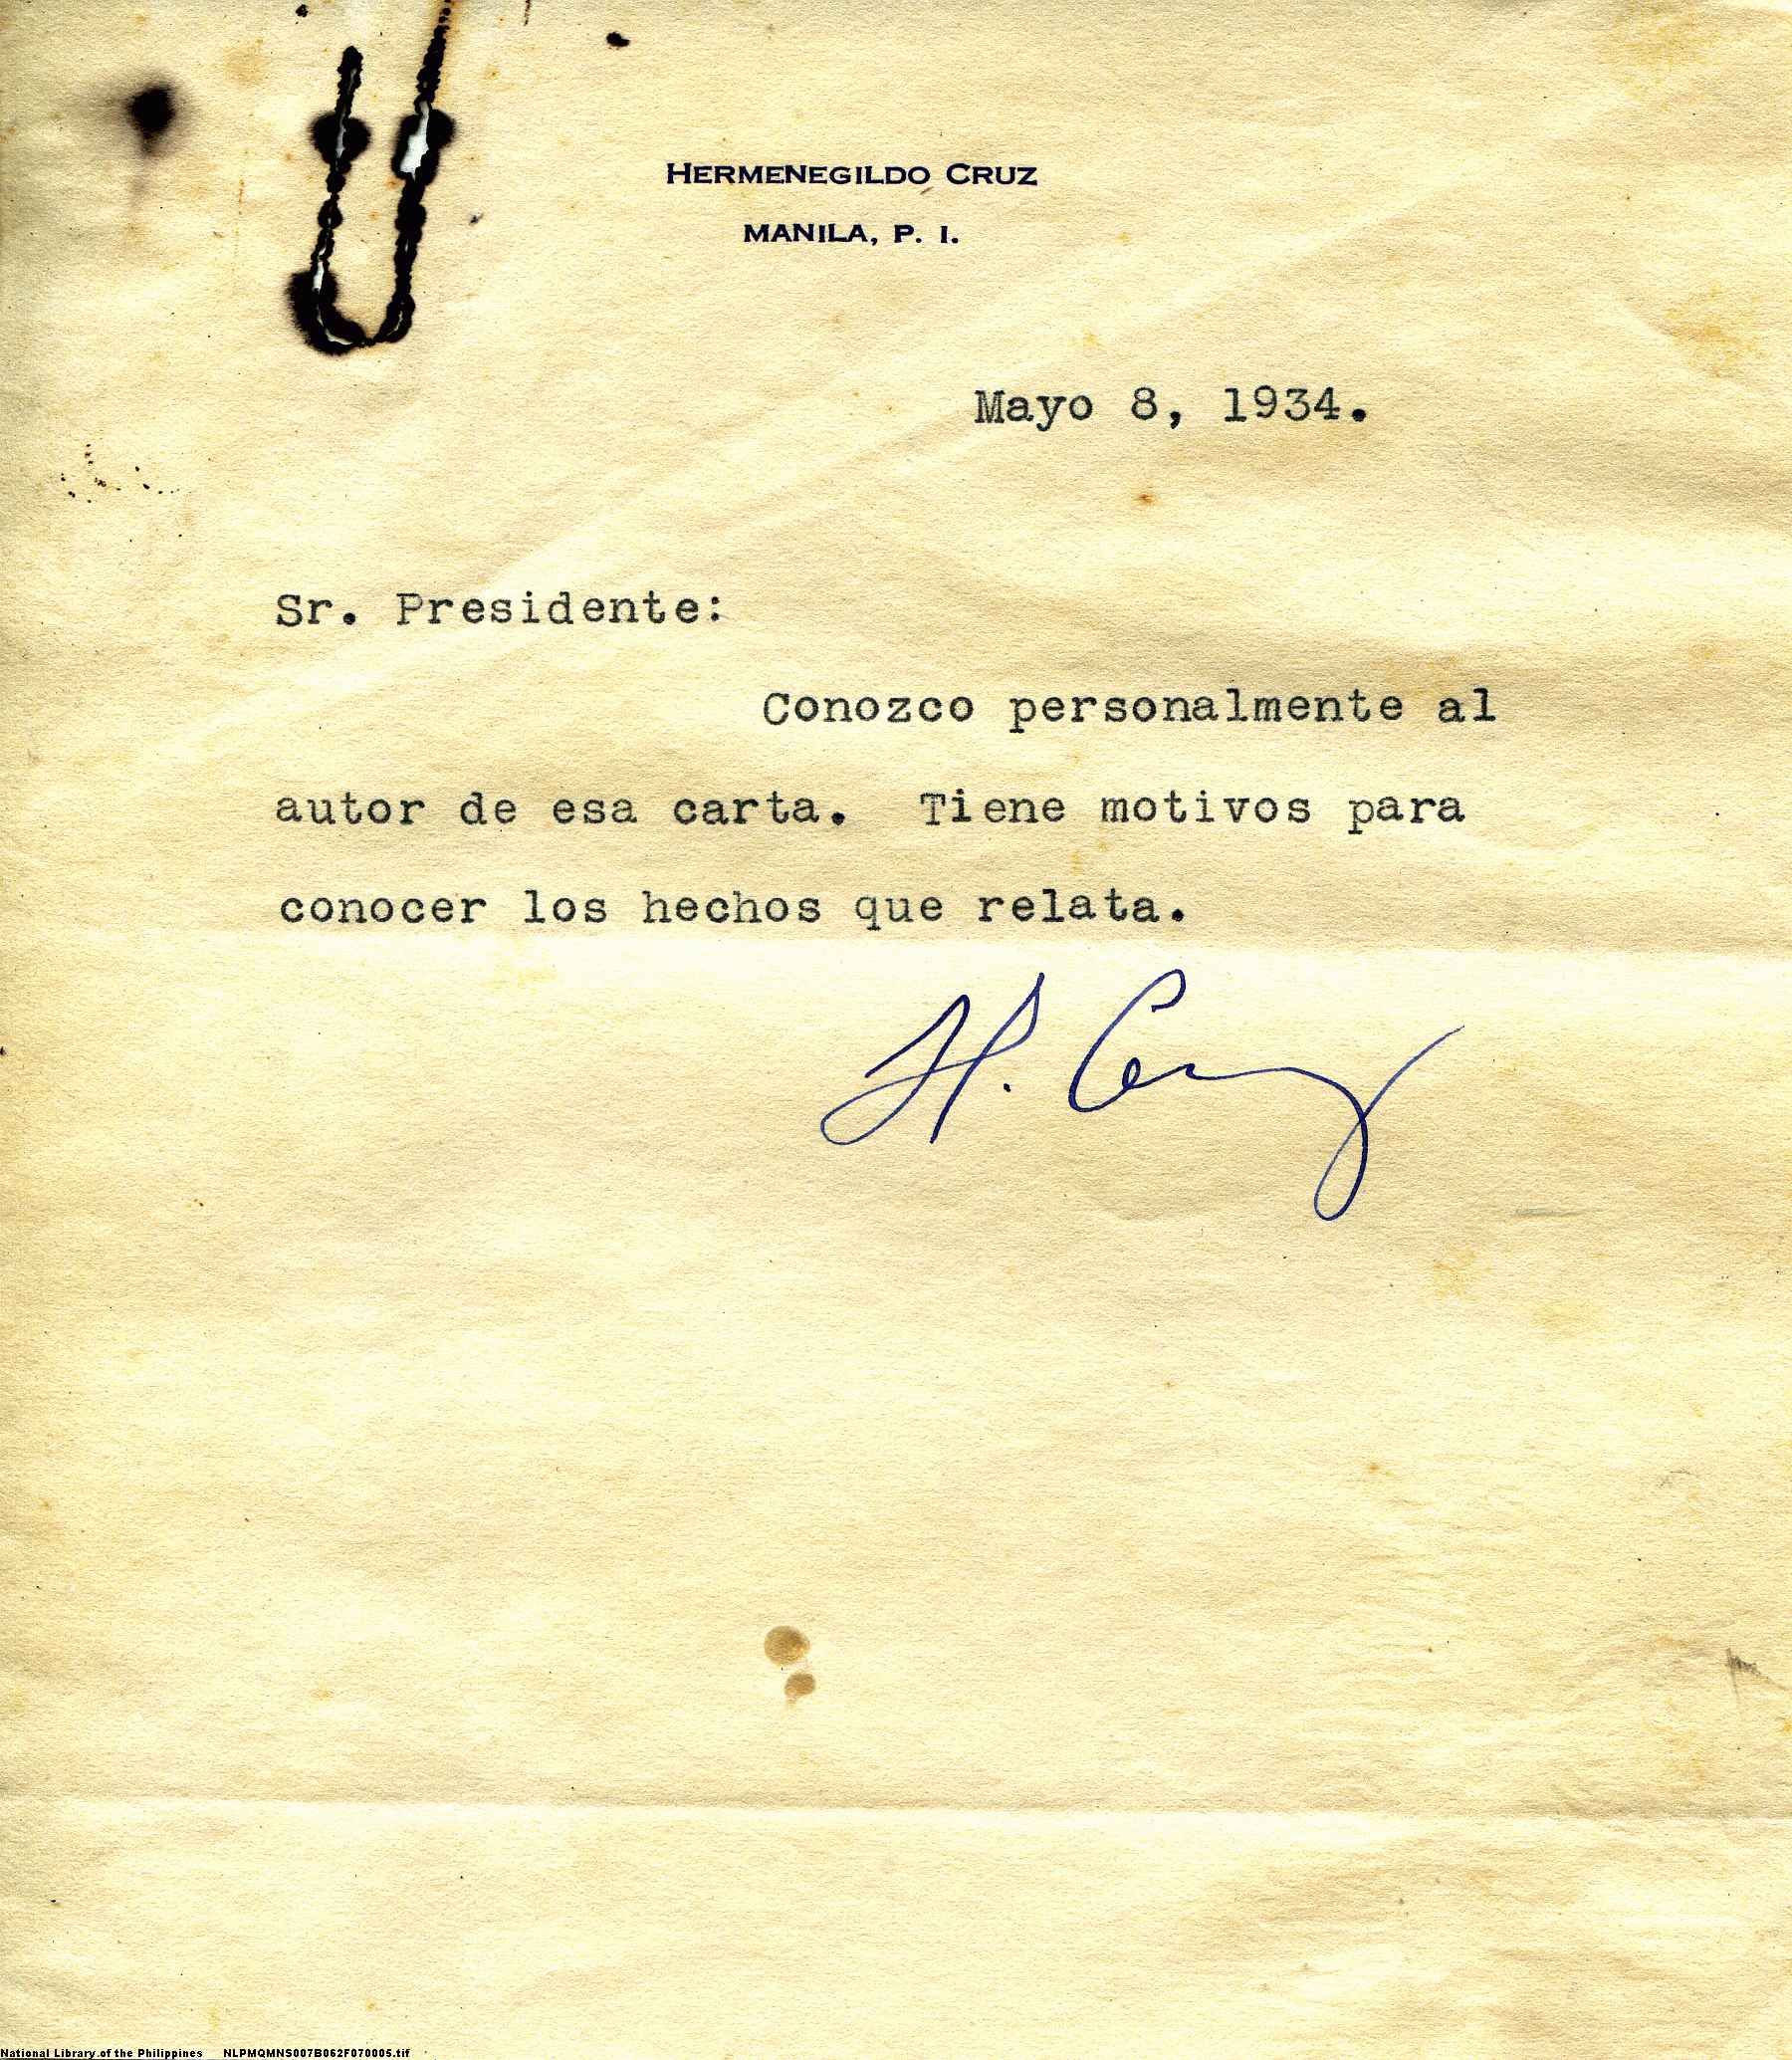 HERMENEGILDO CRUZ
MANILA, P. I.
Mayo 8, 1934.
Sr. Presidente:
Conozco personalmente al
autor de esa carta. Tiene motivos para
conocer los hechos que relata.
H. Cruz
National Library of the Philippines NLPMQMNS007B062F070005.tif